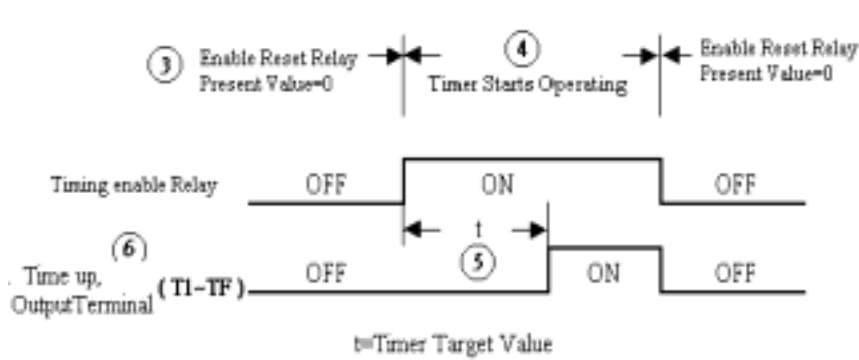 ③ Enable Reset Relay
Present Value=0
④
Timer Starts Operating
Enable Reset Relay
Present Value=0
Timing enable Relay
OFF
ON
OFF
t
⑤
⑥
Time up,
OutputTerminal
(T1~TF)
OFF
ON
OFF
t=Timer Target Value